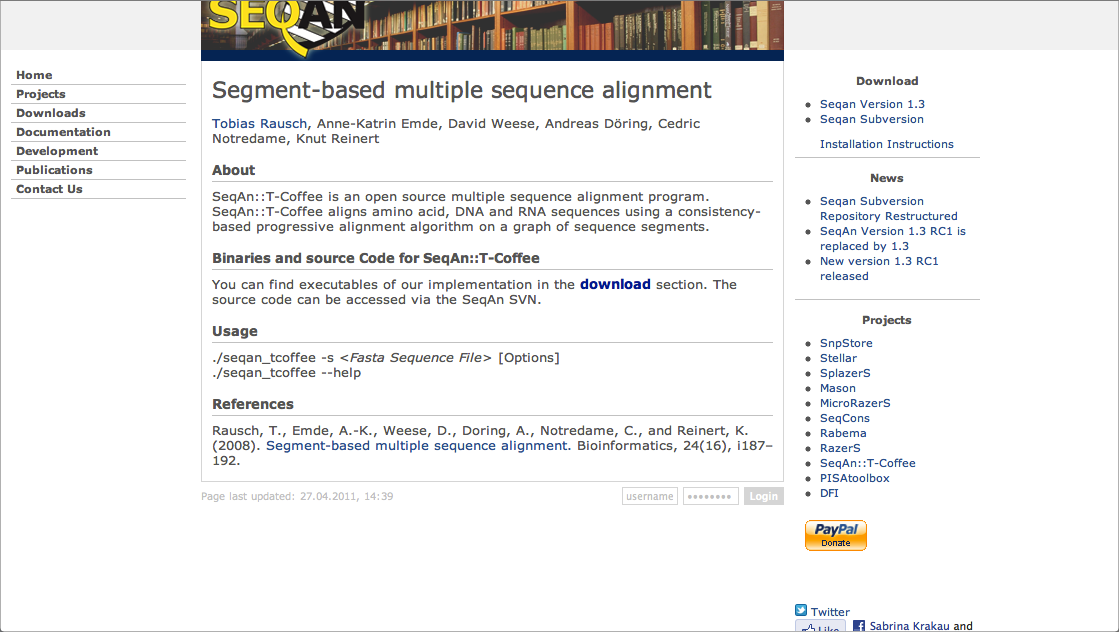 SEQAN
Home
Projects
Downloads
Documentation
Development
Publications
Contact Us
Segment-based multiple sequence alignment
Tobias Rausch, Anne-Katrin Emde, David Weese, Andreas Döring, Cedric
Notredame, Knut Reinert
About
SeqAn::T-Coffee is an open source multiple sequence alignment program.
SeqAn::T-Coffee aligns amino acid, DNA and RNA sequences using a consistency-
based progressive alignment algorithm on a graph of sequence segments.
Binaries and source Code for SeqAn::T-Coffee
You can find executables of our implementation in the download section. The
source code can be accessed via the SeqAn SVN.
Usage
./seqan_tcoffee -s <Fasta Sequence File> [Options]
./seqan_tcoffee --help
References
Rausch, T., Emde, A.-K., Weese, D., Doring, A., Notredame, C., and Reinert, K.
(2008). Segment-based multiple sequence alignment. Bioinformatics, 24(16), i187–
192.
Page last updated: 27.04.2011, 14:39
username
••••••••
Login
Download
Seqan Version 1.3
Seqan Subversion
Installation Instructions
News
Seqan Subversion
Repository Restructured
SeqAn Version 1.3 RC1 is
replaced by 1.3
New version 1.3 RC1
released
Projects
SnpStore
Stellar
SplazerS
Mason
MicroRazerS
SeqCons
Rabema
RazerS
SeqAn::T-Coffee
PISAtoolbox
DFI
PayPal
Donate
Twitter
Like
Sabrina Krakau and